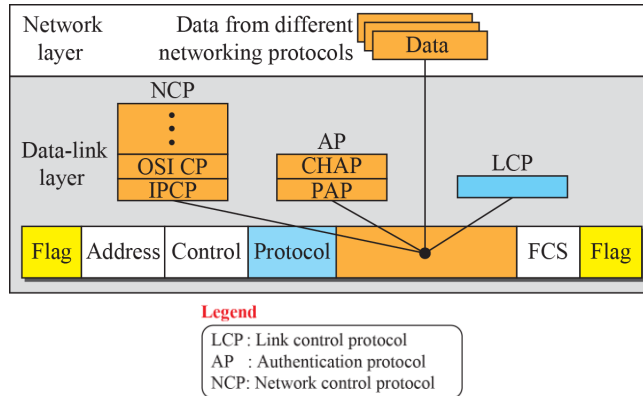 Network layer
Data from different networking protocols
Data
Data-link layer
NCP
OSI CP
IPCP
AP
CHAP
PAP
LCP
Flag Address Control Protocol FCS Flag
Legend
LCP : Link control protocol
AP : Authentication protocol
NCP: Network control protocol